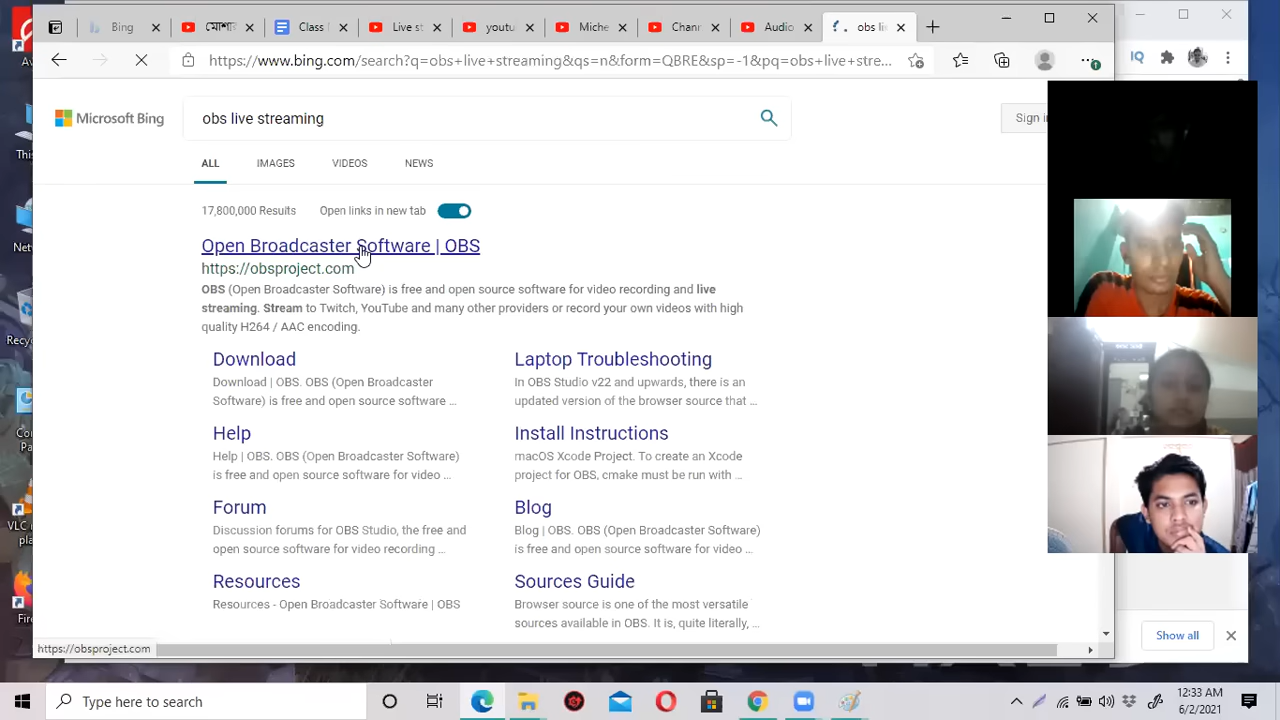 Bing
যোগা
Class
Live st
youtu
Miche
Chann
Audio
obs li
https://www.bing.com/search?q=obs+live+streaming&qs=n&form=QBRE&sp=-1&pq=obs+live+stre...
Microsoft Bing
obs live streaming
Sign in
ALL IMAGES VIDEOS NEWS
17,800,000 Results Open links in new tab
Open Broadcaster Software | OBS
https://obsproject.com
OBS (Open Broadcaster Software) is free and open source software for video recording and live
streaming. Stream to Twitch, YouTube and many other providers or record your own videos with high
quality H264 / AAC encoding.
Download
Download | OBS. OBS (Open Broadcaster
Software) is free and open source software ...
Laptop Troubleshooting
In OBS Studio v22 and upwards, there is an
updated version of the browser source that ...
Help
Help | OBS. OBS (Open Broadcaster Software)
is free and open source software for video ...
Install Instructions
macOS Xcode Project. To create an Xcode
project for OBS, cmake must be run with ...
Forum
Discussion forums for OBS Studio, the free and
open source software for video recording ...
Blog
Blog | OBS. OBS (Open Broadcaster Software)
is free and open source software for video ...
Resources
Resources - Open Broadcaster Software | OBS
Sources Guide
Browser source is one of the most versatile
sources available in OBS. It is, quite literally, ...
https://obsproject.com
Show all
Type here to search
12:33 AM
6/2/2021